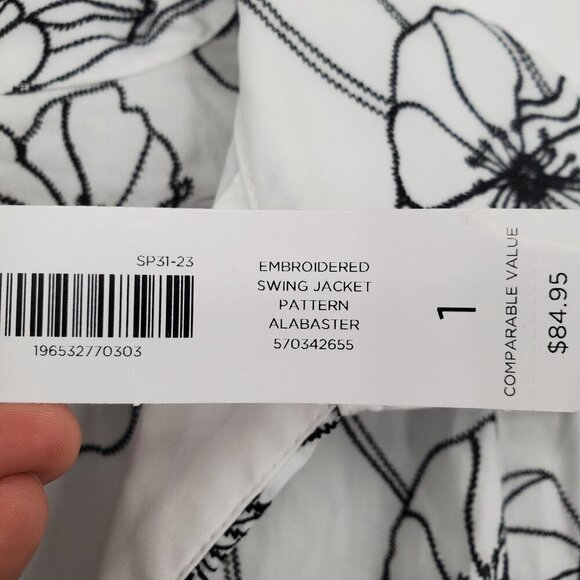 SP31-23
196532770303
EMBROIDERED
SWING JACKET
PATTERN
ALABASTER
570342655
1
COMPARABLE VALUE
$84.95